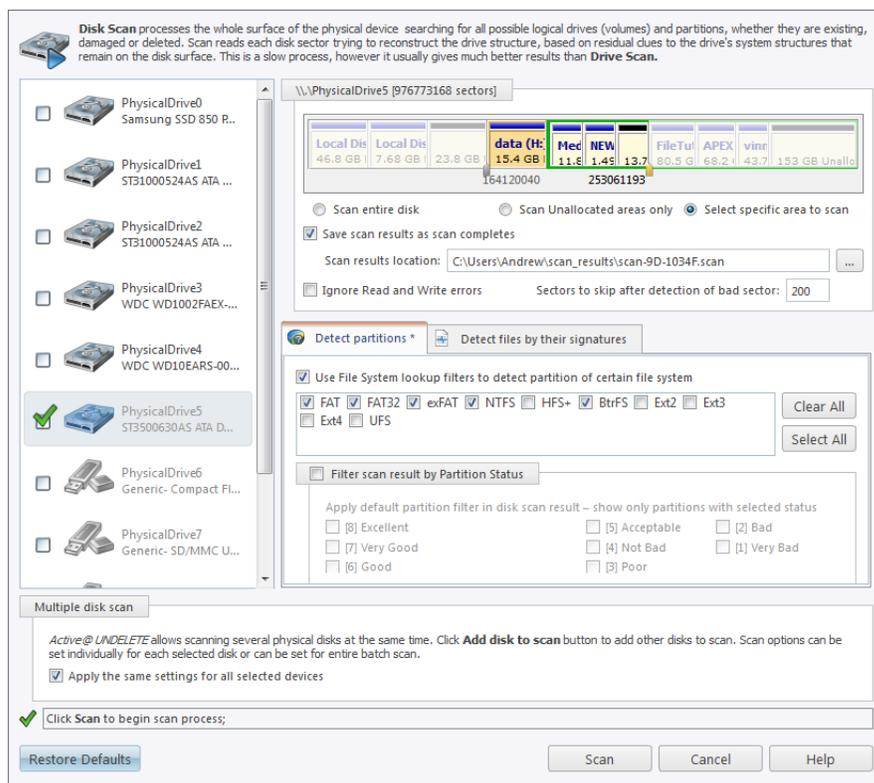 Disk Scan processes the whole surface of the physical device searching for all possible logical drives (volumes) and partitions, whether they are existing,
damaged or deleted. Scan reads each disk sector trying to reconstruct the drive structure, based on residual clues to the drive's system structures that
remain on the disk surface. This is a slow process, however it usually gives much better results than Drive Scan.
PhysicalDrive0
Samsung SSD 850 P...
PhysicalDrive1
ST31000524AS ATA ...
PhysicalDrive2
ST31000524AS ATA ...
PhysicalDrive3
WDC WD1002FAEX-...
PhysicalDrive4
WDC WD10EARS-00...
PhysicalDrive5
ST3500630AS ATA D...
PhysicalDrive6
Generic- Compact Fl...
PhysicalDrive7
Generic- SD/MMC U...
\\.\PhysicalDrive5 [976773168 sectors]
Local Dis Local Dis data (H: Med NEW FileTut APEX vinn
46.8 GB 7.68 GB 23.8 GB 15.4 GB 11.8 1.49 13.7 80.5 G 68.2 43.7 153 GB Unallo
164120040 253061193
Scan entire disk Scan Unallocated areas only Select specific area to scan
Save scan results as scan completes
Scan results location: C:\Users\Andrew\scan_results\scan-9D-1034F.scan ...
Ignore Read and Write errors Sectors to skip after detection of bad sector: 200
Detect partitions * Detect files by their signatures
Use File System lookup filters to detect partition of certain file system
FAT FAT32 exFAT NTFS HFS+ BtrFS Ext2 Ext3
Ext4 UFS
Clear All
Select All
Filter scan result by Partition Status
Apply default partition filter in disk scan result – show only partitions with selected status
[8] Excellent [5] Acceptable [2] Bad
[7] Very Good [4] Not Bad [1] Very Bad
[6] Good [3] Poor
Multiple disk scan
Active@ UNDELETE allows scanning several physical disks at the same time. Click Add disk to scan button to add other disks to scan. Scan options can be
set individually for each selected disk or can be set for entire batch scan.
Apply the same settings for all selected devices
Click Scan to begin scan process;
Restore Defaults Scan Cancel Help